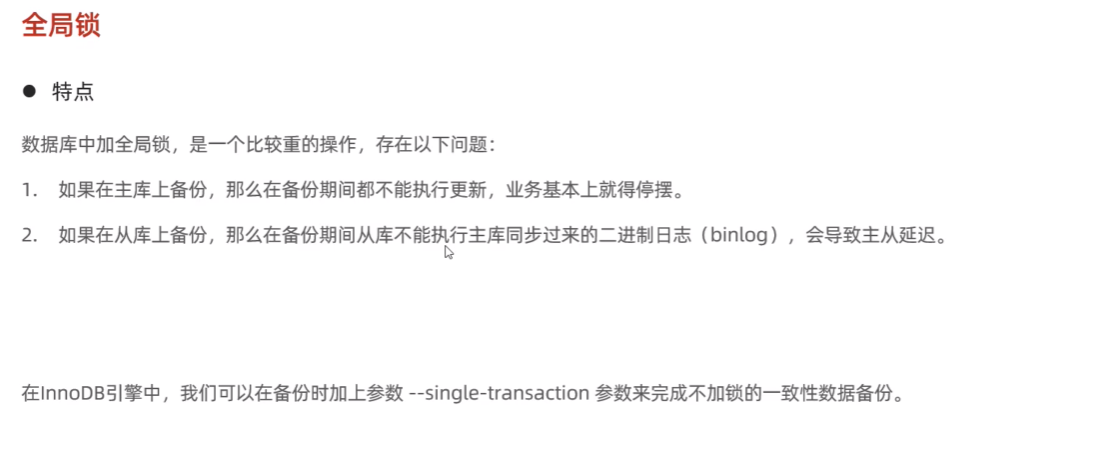 全局锁
● 特点
数据库中加全局锁，是一个比较重的操作，存在以下问题：
1. 如果在主库上备份，那么在备份期间都不能执行更新，业务基本上就得停摆。
2. 如果在从库上备份，那么在备份期间从库不能执行主库同步过来的二进制日志（binlog），会导致主从延迟。
在InnoDB引擎中，我们可以在备份时加上参数 --single-transaction 参数来完成不加锁的一致性数据备份。